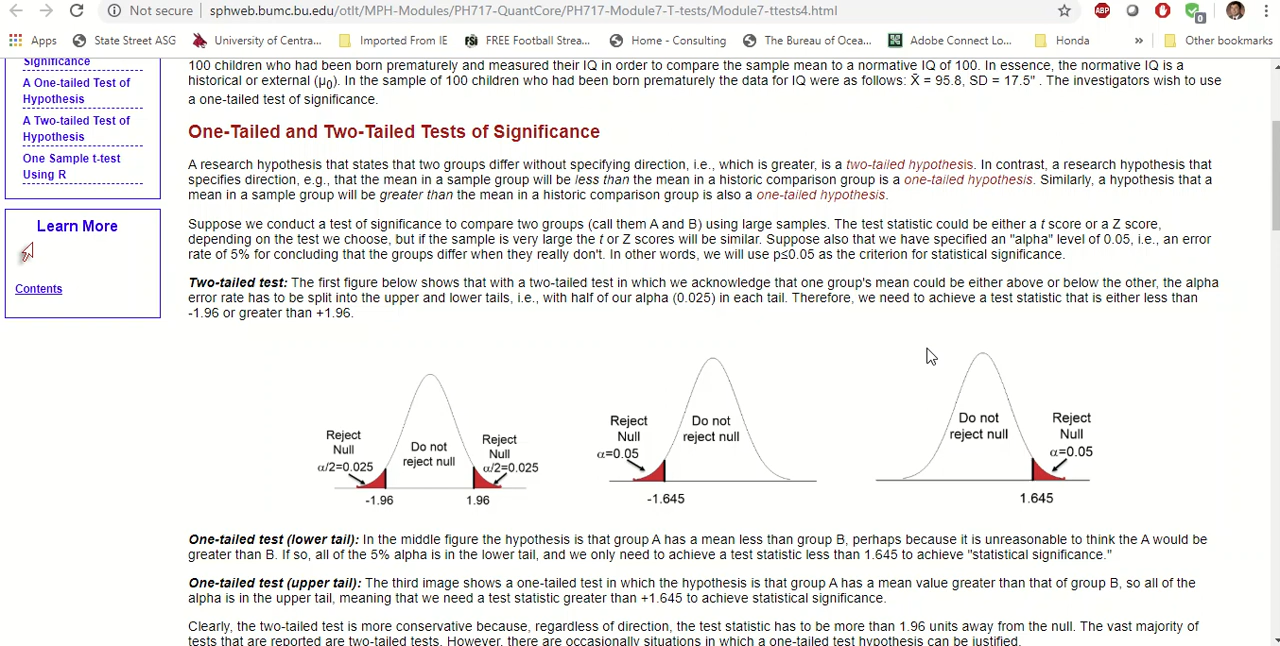 Not secure | sphweb.bumc.bu.edu/otlt/MPH-Modules/PH717-QuantCore/PH717-Module7-T-tests/Module7-ttests4.html
ABP
0
Apps State Street ASG University of Centra... Imported From IE FSi FREE Football Strea... Home - Consulting The Bureau of Ocea... Adobe Connect Lo... Honda » Other bookmarks
Significance
A One-tailed Test of
Hypothesis
A Two-tailed Test of
Hypothesis
One Sample t-test
Using R
Learn More
Contents
100 children who had been born prematurely and measured their IQ in order to compare the sample mean to a normative IQ of 100. In essence, the normative IQ is a
historical or external (μ0). In the sample of 100 children who had been born prematurely the data for IQ were as follows: X̄ = 95.8, SD = 17.5" . The investigators wish to use
a one-tailed test of significance.
One-Tailed and Two-Tailed Tests of Significance
A research hypothesis that states that two groups differ without specifying direction, i.e., which is greater, is a two-tailed hypothesis. In contrast, a research hypothesis that
specifies direction, e.g., that the mean in a sample group will be less than the mean in a historic comparison group is a one-tailed hypothesis. Similarly, a hypothesis that a
mean in a sample group will be greater than the mean in a historic comparison group is also a one-tailed hypothesis.
Suppose we conduct a test of significance to compare two groups (call them A and B) using large samples. The test statistic could be either a t score or a Z score,
depending on the test we choose, but if the sample is very large the t or Z scores will be similar. Suppose also that we have specified an "alpha" level of 0.05, i.e., an error
rate of 5% for concluding that the groups differ when they really don't. In other words, we will use p≤0.05 as the criterion for statistical significance.
Two-tailed test: The first figure below shows that with a two-tailed test in which we acknowledge that one group's mean could be either above or below the other, the alpha
error rate has to be split into the upper and lower tails, i.e., with half of our alpha (0.025) in each tail. Therefore, we need to achieve a test statistic that is either less than
-1.96 or greater than +1.96.
Reject
Null
α/2=0.025
Do not
reject null
Reject
Null
α/2=0.025
-1.96
1.96
Reject
Null
α=0.05
Do not
reject null
-1.645
Do not
reject null
Reject
Null
α=0.05
1.645
One-tailed test (lower tail): In the middle figure the hypothesis is that group A has a mean less than group B, perhaps because it is unreasonable to think the A would be
greater than B. If so, all of the 5% alpha is in the lower tail, and we only need to achieve a test statistic less than 1.645 to achieve "statistical significance."
One-tailed test (upper tail): The third image shows a one-tailed test in which the hypothesis is that group A has a mean value greater than that of group B, so all of the
alpha is in the upper tail, meaning that we need a test statistic greater than +1.645 to achieve statistical significance.
Clearly, the two-tailed test is more conservative because, regardless of direction, the test statistic has to be more than 1.96 units away from the null. The vast majority of
tests that are reported are two-tailed tests. However, there are occasionally situations in which a one-tailed test hypothesis can be justified.